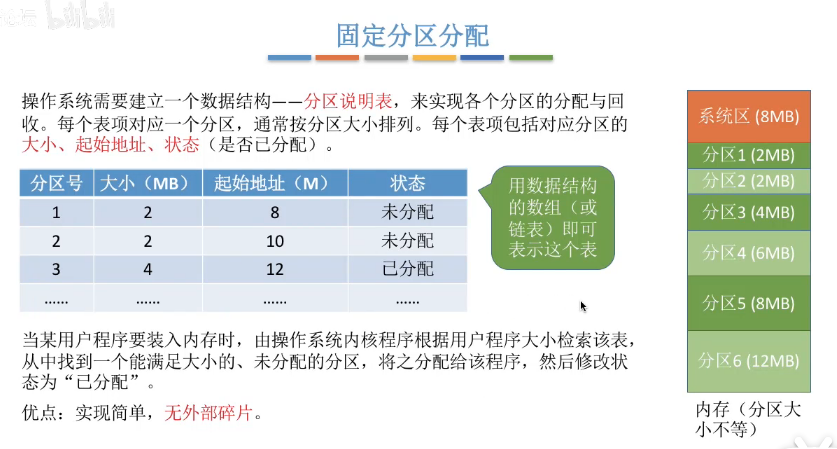 bilibili
固定分区分配
操作系统需要建立一个数据结构——分区说明表，来实现各个分区的分配与回
收。每个表项对应一个分区，通常按分区大小排列。每个表项包括对应分区的
大小、起始地址、状态（是否已分配）。
分区号 大小（MB） 起始地址（M） 状态
1 2 8 未分配
2 2 10 未分配
3 4 12 已分配
…… …… …… ……
用数据结构
的数组（或
链表）即可
表示这个表
当某用户程序要装入内存时，由操作系统内核程序根据用户程序大小检索该表，
从中找到一个能满足大小的、未分配的分区，将之分配给该程序，然后修改状
态为“已分配”。
优点：实现简单，无外部碎片。
系统区 (8MB)
分区1 (2MB)
分区2 (2MB)
分区3 (4MB)
分区4 (6MB)
分区5 (8MB)
分区6 (12MB)
内存（分区大
小不等）